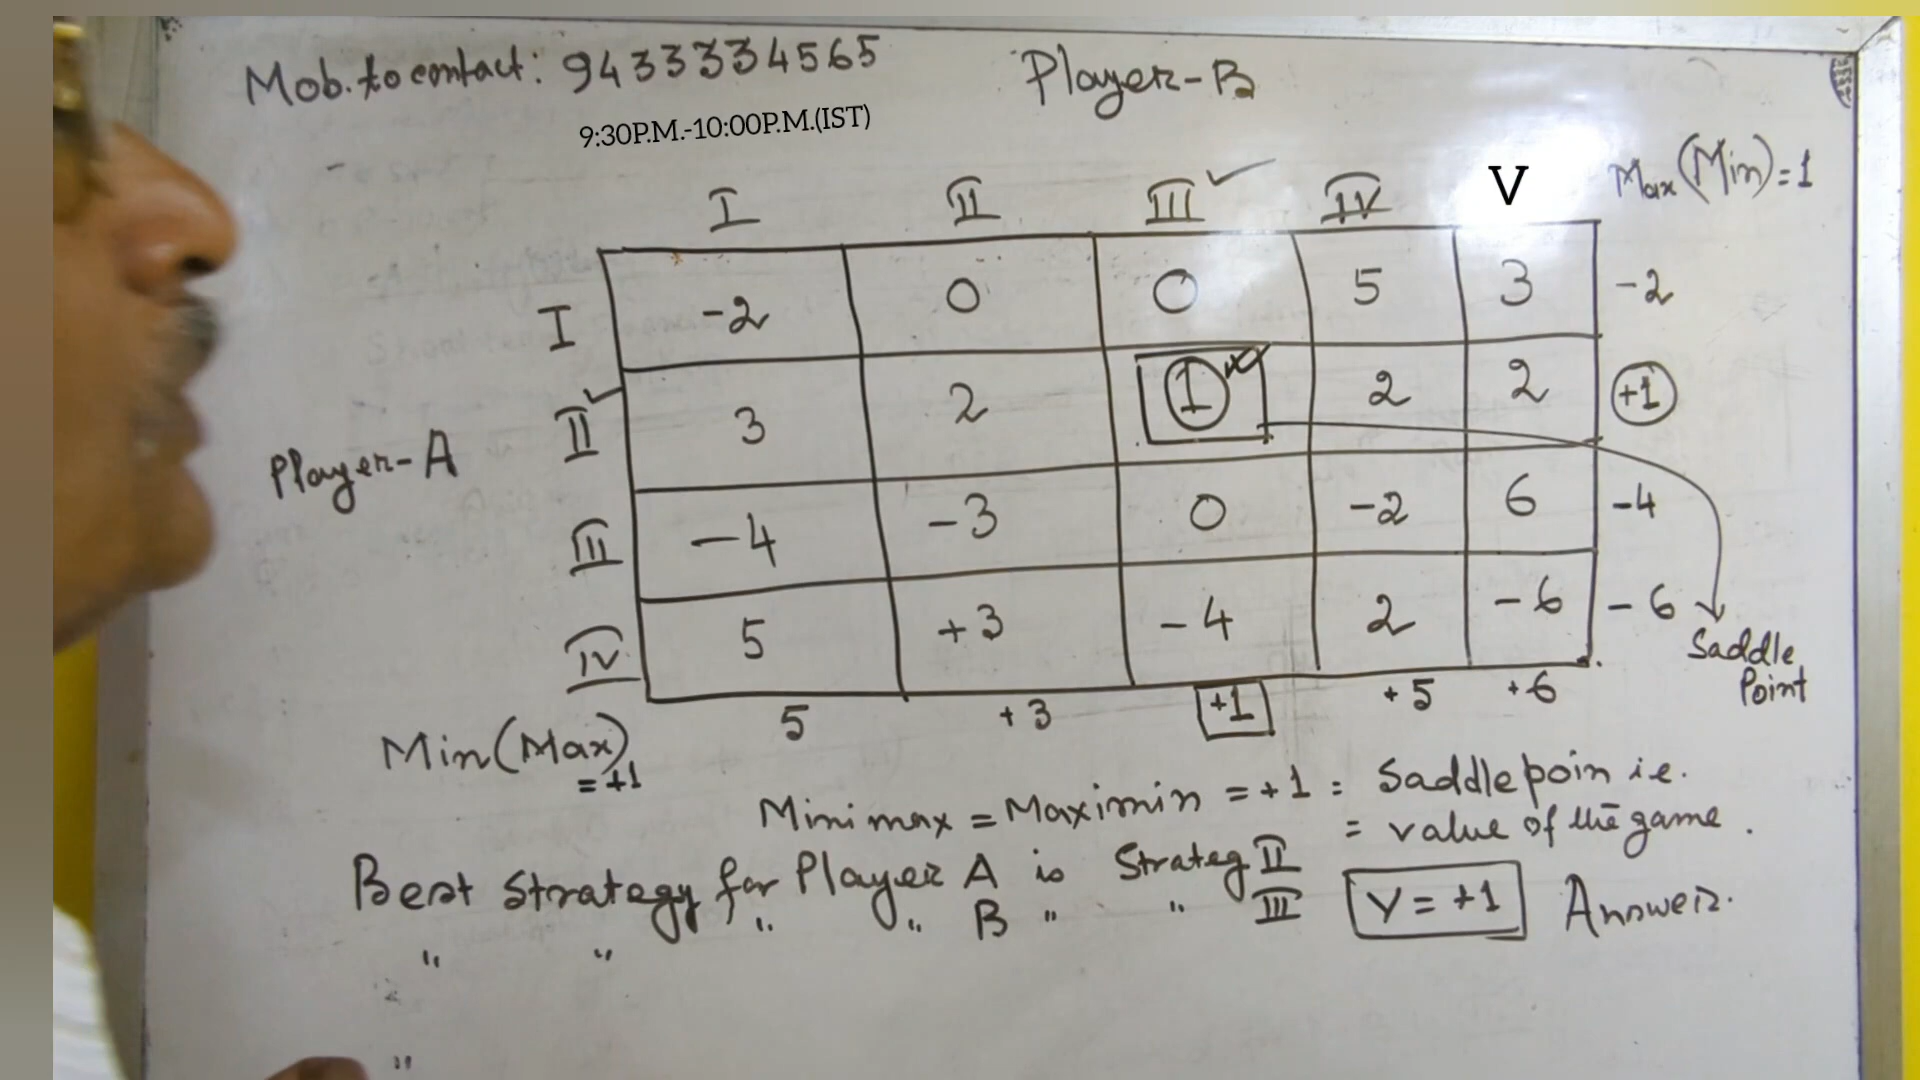 Mob. to contact: 9433334565
9:30P.M.-10:00P.M.(IST)
Player-B
I II III ✓ IV V Max (Min) = 1
I -2 0 0 5 3 -2
Player-A
II ✓ 3 2 1 2 2 +1
III -4 -3 0 -2 6 -4
IV 5 +3 -4 2 -6 -6
Saddle
Point
5 +3 +1 +5 +6
Min (Max)
= +1
Minimax = Maximin = +1 = Saddle poin i.e.
= value of the game.
Best Strategy for Player A is Strateg II
" " " " B " " III V = +1 Answer.